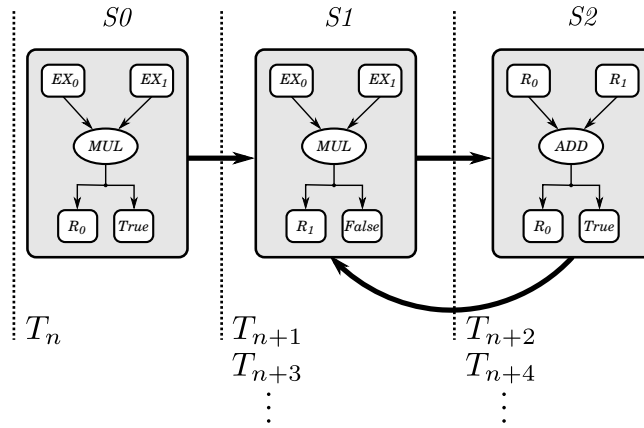 S0 S1 S2
EX₀ EX₁ EX₀ EX₁ R₀ R₁
MUL MUL ADD
R₀ True R₁ False R₀ True
Tₙ Tₙ₊₁ Tₙ₊₂
Tₙ₊₃ Tₙ₊₄
⋮ ⋮